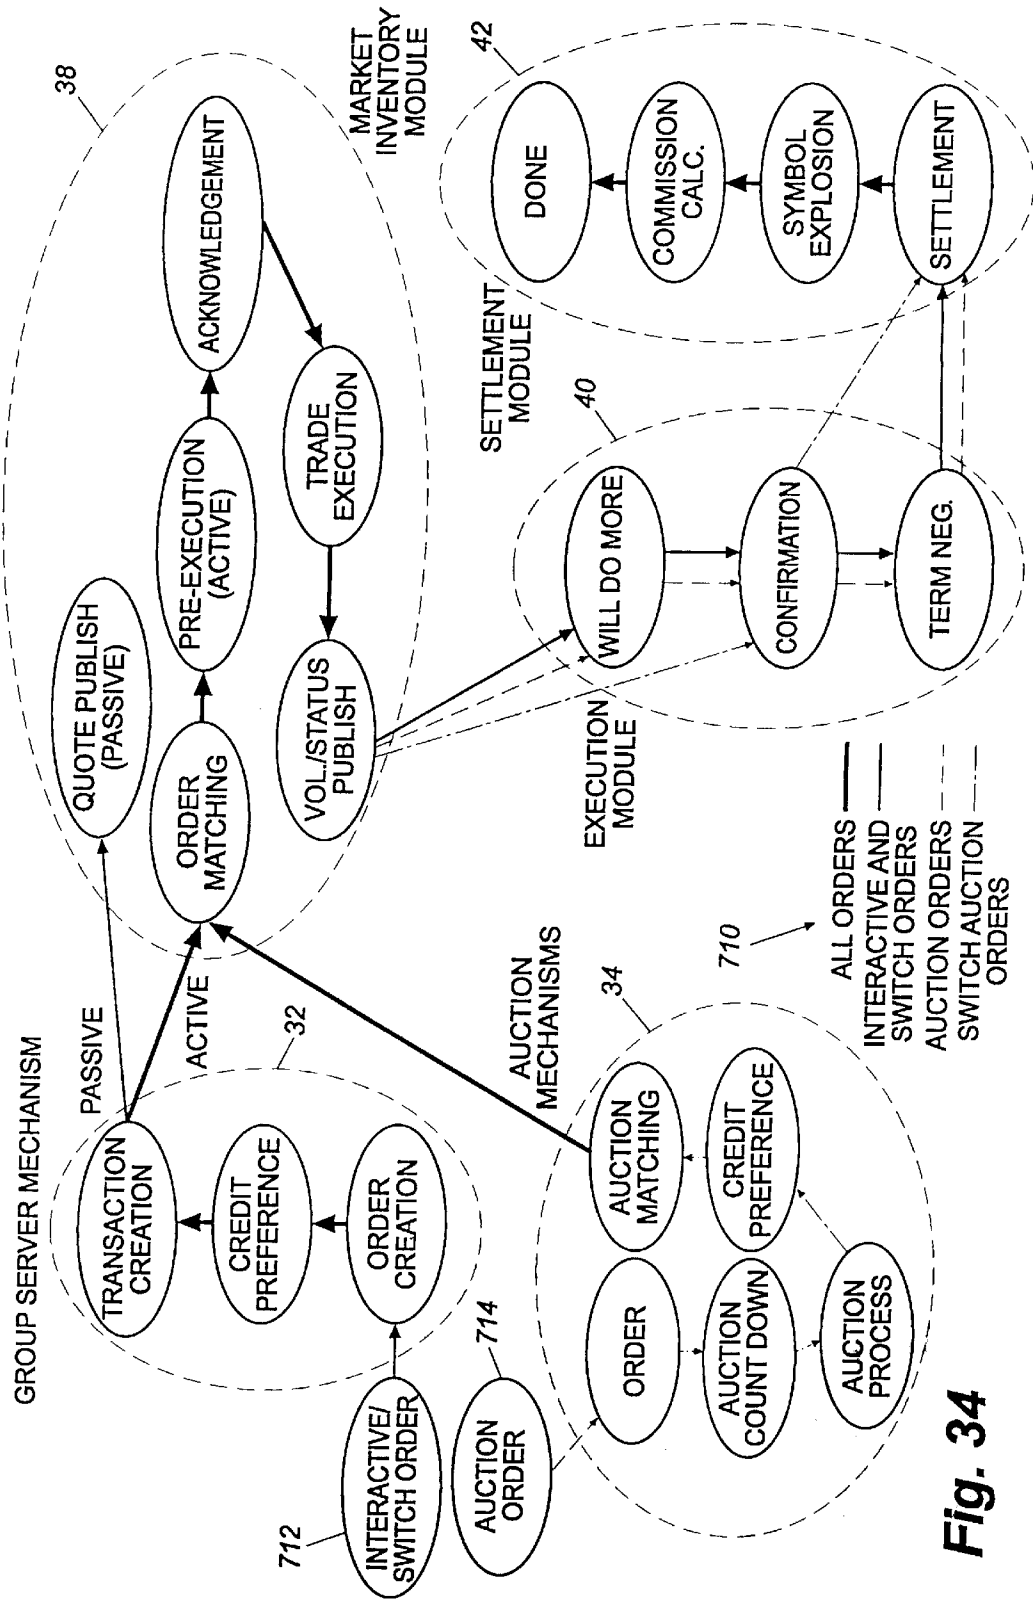 GROUP SERVER MECHANISM
TRANSACTION
CREATION
CREDIT
PREFERENCE
ORDER
CREATION
32
PASSIVE
ACTIVE
712
INTERACTIVE/
SWITCH ORDER
AUCTION
ORDER
714
38
MARKET
INVENTORY
MODULE
QUOTE PUBLISH
(PASSIVE)
ORDER
MATCHING
PRE-EXECUTION
(ACTIVE)
ACKNOWLEDGEMENT
TRADE
EXECUTION
VOL./STATUS
PUBLISH
AUCTION
MECHANISMS
34
ORDER
AUCTION
COUNT DOWN
AUCTION
PROCESS
CREDIT
PREFERENCE
AUCTION
MATCHING
EXECUTION
MODULE
40
WILL DO MORE
CONFIRMATION
TERM NEG.
SETTLEMENT
MODULE
42
DONE
COMMISSION
CALC.
SYMBOL
EXPLOSION
SETTLEMENT
710
ALL ORDERS
INTERACTIVE AND
SWITCH ORDERS
AUCTION ORDERS
SWITCH AUCTION
ORDERS
Fig. 34